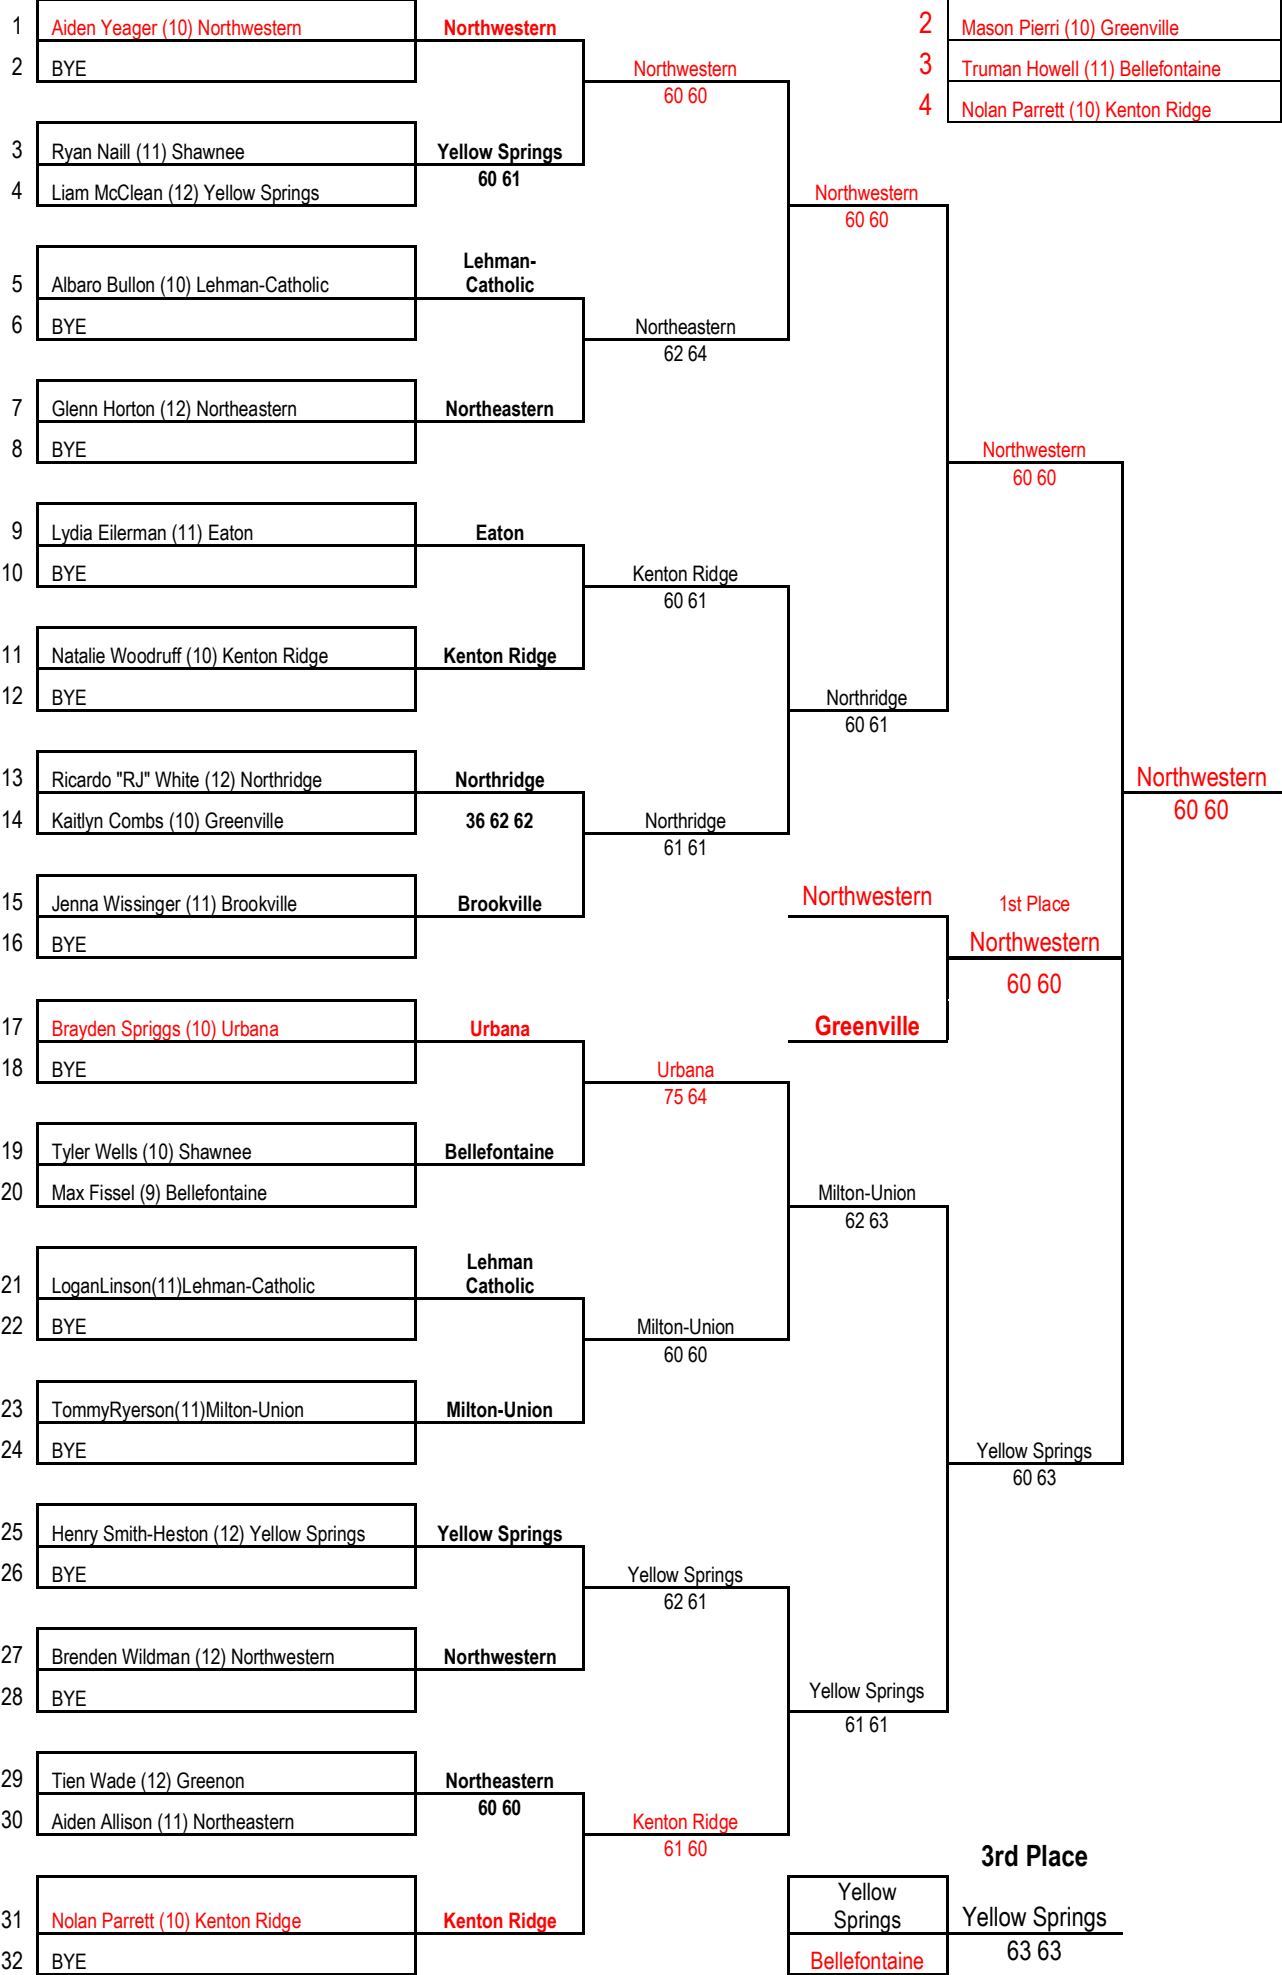 1 Aiden Yeager (10) Northwestern Northwestern 2 Mason Pierri (10) Greenville
2 BYE Northwestern 3 Truman Howell (11) Bellefontaine
60 60 4 Nolan Parrett (10) Kenton Ridge
3 Ryan Naill (11) Shawnee Yellow Springs
60 61
4 Liam McClean (12) Yellow Springs Northwestern
60 60
Lehman-
5 Albaro Bullon (10) Lehman-Catholic Catholic
6 BYE Northeastern
62 64
7 Glenn Horton (12) Northeastern Northeastern
8 BYE Northwestern
60 60
9 Lydia Eilerman (11) Eaton Eaton
10 BYE Kenton Ridge
60 61
11 Natalie Woodruff (10) Kenton Ridge Kenton Ridge
12 BYE Northridge
60 61
13 Ricardo "RJ" White (12) Northridge Northridge Northwestern
14 Kaitlyn Combs (10) Greenville 36 62 62 Northridge 60 60
61 61
15 Jenna Wissinger (11) Brookville Brookville Northwestern 1st Place
16 BYE Northwestern
60 60
17 Brayden Spriggs (10) Urbana Urbana Greenville
18 BYE Urbana
75 64
19 Tyler Wells (10) Shawnee Bellefontaine
20 Max Fissel (9) Bellefontaine Milton-Union
62 63
Lehman
21 LoganLinson(11)Lehman-Catholic Catholic
22 BYE Milton-Union
60 60
23 TommyRyerson(11)Milton-Union Milton-Union
24 BYE Yellow Springs
60 63
25 Henry Smith-Heston (12) Yellow Springs Yellow Springs
26 BYE Yellow Springs
62 61
27 Brenden Wildman (12) Northwestern Northwestern
28 BYE Yellow Springs
61 61
29 Tien Wade (12) Greenon Northeastern
60 60
30 Aiden Allison (11) Northeastern Kenton Ridge
61 60 3rd Place
Yellow
31 Nolan Parrett (10) Kenton Ridge Kenton Ridge Springs Yellow Springs
32 BYE Bellefontaine 63 63